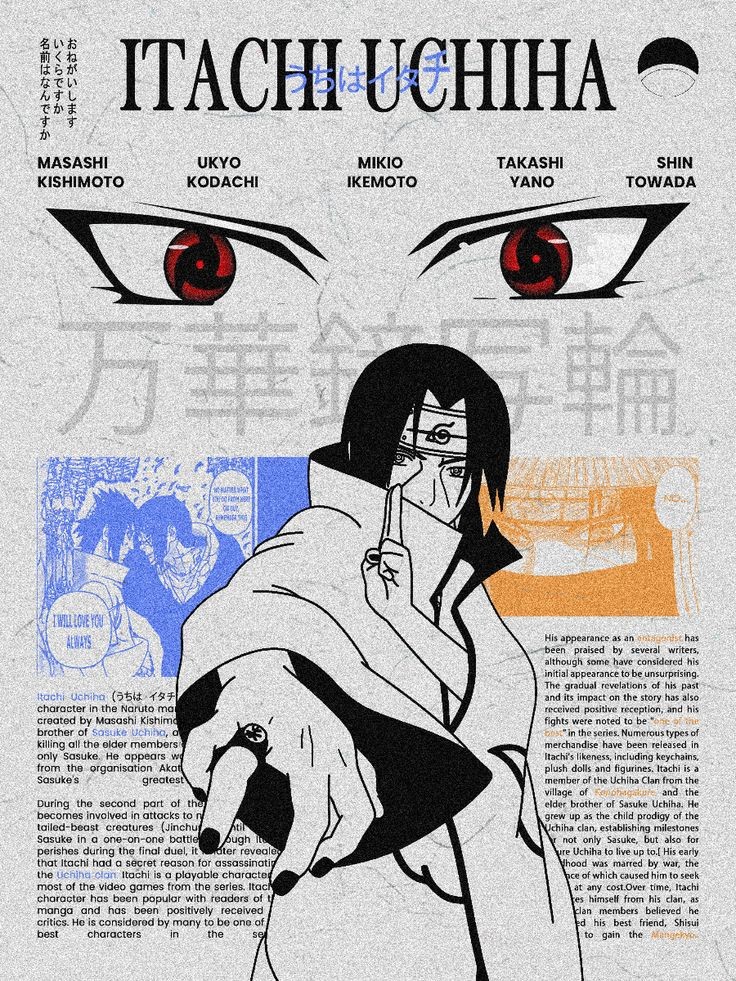 おねがいします
いくらですか
名前はなんですか
ITACHI UCHIHA
うちはイタチ
MASASHI
KISHIMOTO
UKYO
KODACHI
MIKIO
IKEMOTO
TAKASHI
YANO
SHIN
TOWADA
万華鏡写輪
NO MATTER WHAT
YOU DO FROM HERE
ON OUT,
REMEMBER THIS
I WILL LOVE YOU
ALWAYS
Itachi Uchiha (うちは イタチ
character in the Naruto
created by Masashi
brother of Sasuke Uchiha,
killing all the elder members
only Sasuke. He appears
from the organisation
Sasuke's greatest
During the second part of the
becomes involved in attacks to
tailed-beast creatures
Sasuke in a one-on-one
perishes during the final duel, it later
that Itachi had a secret reason for
the Uchiha clan. Itachi is a playable character
most of the video games from the series.
character has been popular with readers of
manga and has been positively received
critics. He is considered by many to be one of
best characters in the
His appearance as an antagonist has
been praised by several writers,
although some have considered his
initial appearance to be unsurprising.
The gradual revelations of his past
and its impact on the story has also
received positive reception, and his
fights were noted to be "one of the
best" in the series. Numerous types of
merchandise have been released in
Itachi's likeness, including keychains,
plush dolls and figurines. Itachi is a
member of the Uchiha Clan from the
village of Konohagakure and the
elder brother of Sasuke Uchiha. He
grew up as the child prodigy of the
Uchiha clan, establishing milestones
not only Sasuke, but also for
Uchiha to live up to.[ His early
was marred by war, the
of which caused him to seek
at any cost.Over time, Itachi
himself from his clan, as
clan members believed he
his best friend, Shisui
to gain the Mangekyo.